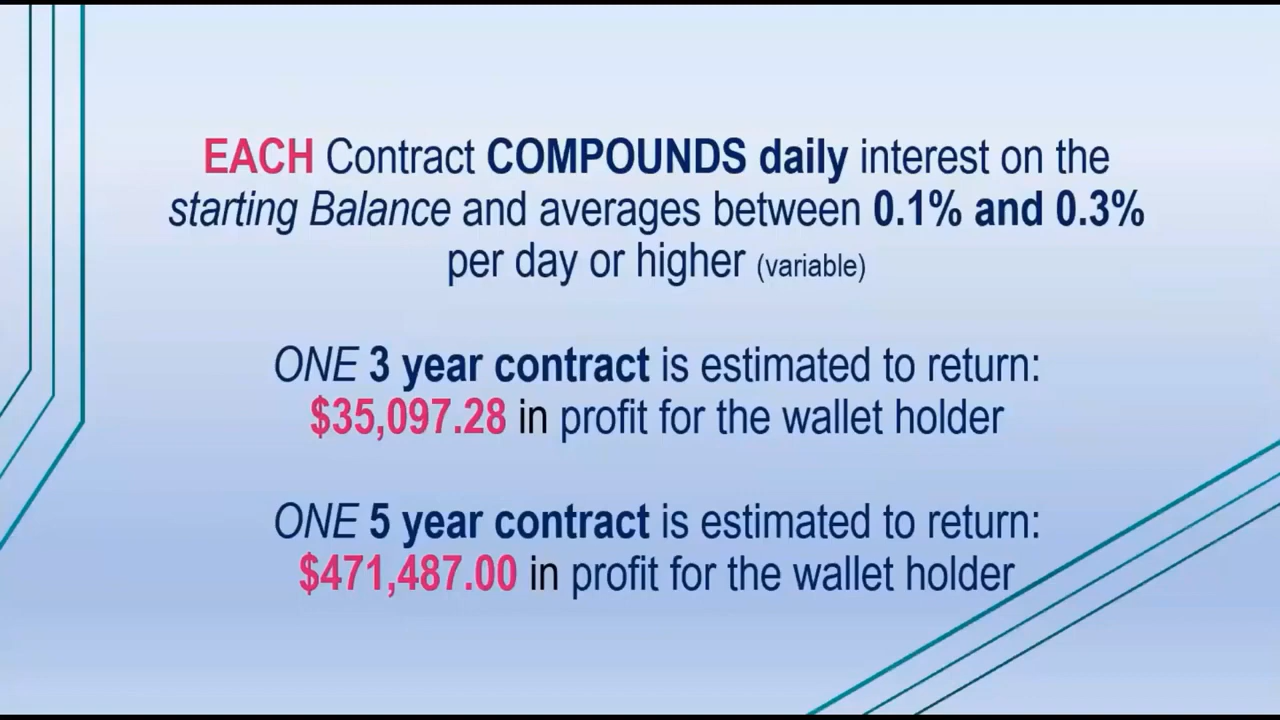 EACH Contract COMPOUNDS daily interest on the
starting Balance and averages between 0.1% and 0.3%
per day or higher (variable)
ONE 3 year contract is estimated to return:
$35,097.28 in profit for the wallet holder
ONE 5 year contract is estimated to return:
$471,487.00 in profit for the wallet holder